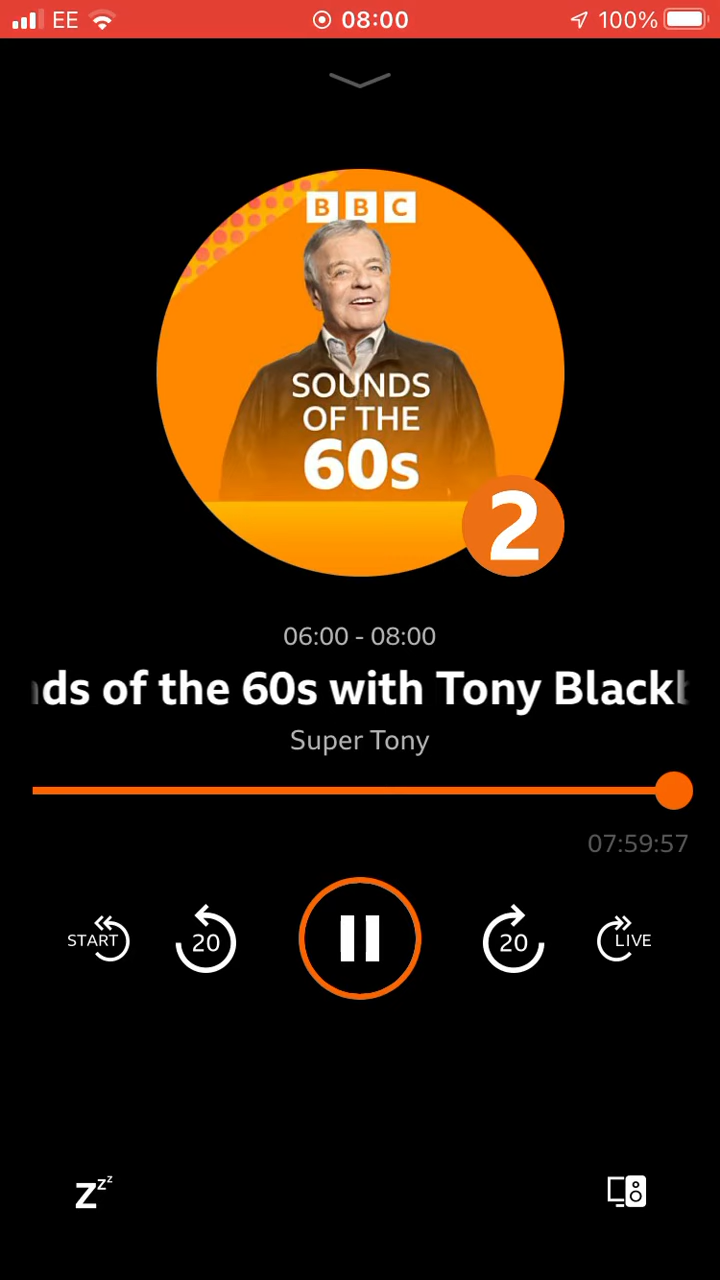 EE 08:00 100%
BBC
SOUNDS
OF THE
60s
2
06:00 - 08:00
ds of the 60s with Tony Black
Super Tony
07:59:57
START 20 20 LIVE
Zzz